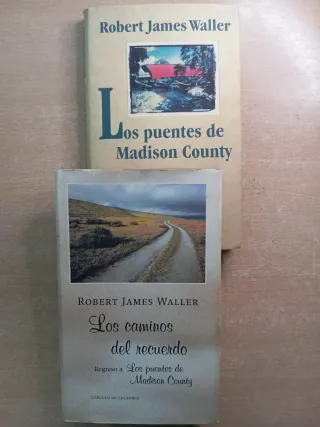 Robert James Waller
Los puentes de
Madison County
ROBERT JAMES WALLER
Los caminos
del recuerdo
Regreso a Los puentes de
Madison County
CÍRCULO DE LECTORES